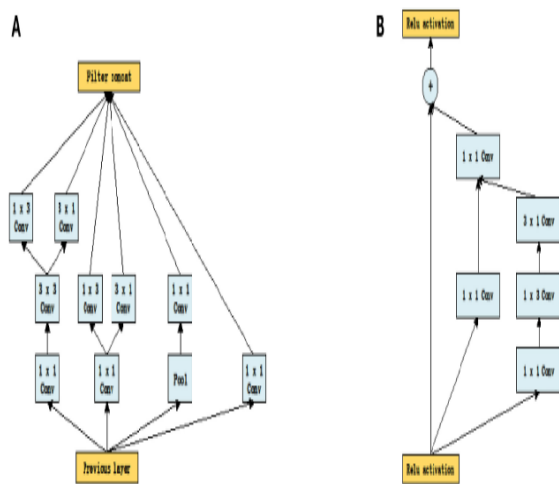 A
B
Relu activation
+
Filter concat
1 x 1 Conv
1 x 3
Conv
3 x 1
Conv
3 x 1 Conv
3 x 3
Conv
1 x 3
Conv
3 x 1
Conv
1 x 1
Conv
1 x 1 Conv
1 x 3 Conv
1 x 1
Conv
1 x 1
Conv
Pool
1 x 1
Conv
1 x 1 Conv
Previous layer
Relu activation